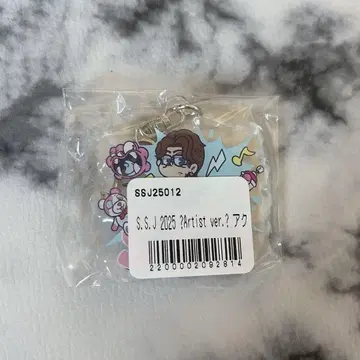 SSJ25012
S.S.J 2025 ?Artist ver.? アク
2200002092814